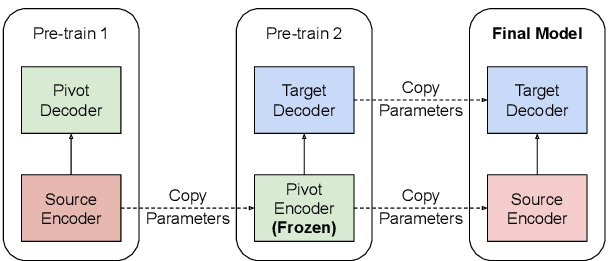 Pre-train 1
Pivot
Decoder
Source
Encoder
Copy
Parameters
Pre-train 2
Target
Decoder
Pivot
Encoder
(Frozen)
Copy
Parameters
Copy
Parameters
Final Model
Target
Decoder
Source
Encoder